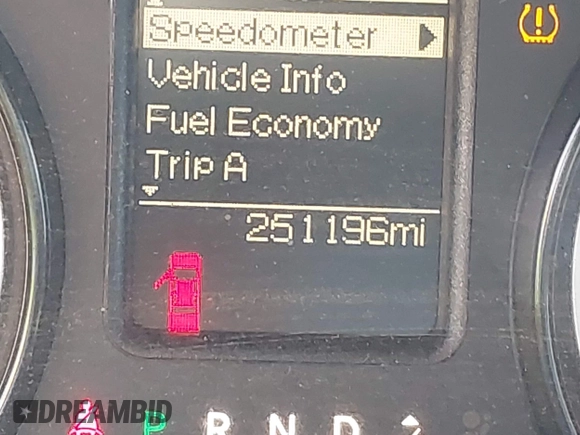 Speedometer
Vehicle Info
Fuel Economy
Trip A
251196mi
P R N D
DREAMBID